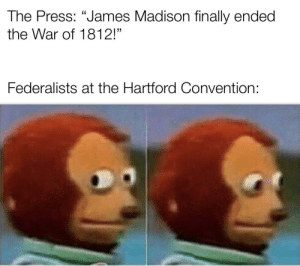 The Press: “James Madison finally ended
the War of 1812!”
Federalists at the Hartford Convention: